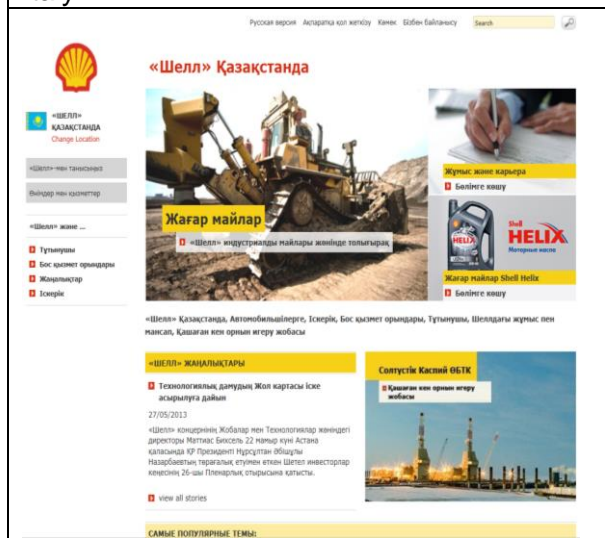 Русская версия Ақпаратқа қол жеткізу Көмек Бізбен байланысу Search
«Шелл» Қазақстанда
«ШЕЛЛ»
ҚАЗАҚСТАНДА
Change Location
«Шелл»-мен танысыңыз
Өнімдер мен қызметтер
«Шелл» және ...
Тұтынушы
Бос қызмет орындары
Жаңалықтар
Іскерік
Жағар майлар
«Шелл» индустриалды майлары жөнінде толығырақ
Жұмыс және карьера
Бөлімге көшу
Shell
HELIX
HELIX
Моторные масла
Жағар майлар Shell Helix
Бөлімге көшу
«Шелл» Қазақстанда, Автомобильшілерге, Іскерік, Бос қызмет орындары, Тұтынушы, Шеллдағы жұмыс пен
мансап, Қашаған кен орнын игеру жобасы
«ШЕЛЛ» ЖАҢАЛЫҚТАРЫ
Технологиялық дамудың Жол картасы іске
асырылуға дайын
27/05/2013
«Шелл» концернінің Жобалар мен Технологиялар жөніндегі
директоры Маттиас Бихсель 22 мамыр күні Астана
қаласында ҚР Президенті Нұрсұлтан Әбішұлы
Назарбаевтың төрағалық етуімен өткен Шетел инвесторлар
кеңесінің 26-шы Пленарлық отырысына қатысты.
view all stories
Солтүстік Каспий ӨБТК
Қашаған кен орнын игеру
жобасы
САМЫЕ ПОПУЛЯРНЫЕ ТЕМЫ: